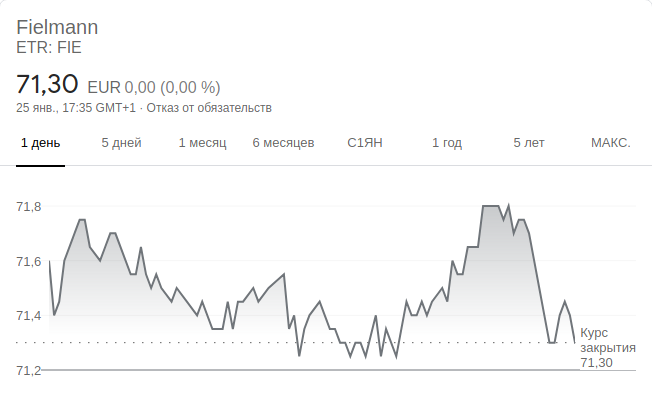 Fielmann
ETR: FIE
71,30 EUR 0,00 (0,00 %)
25 янв., 17:35 GMT+1 · Отказ от обязательств
1 день 5 дней 1 месяц 6 месяцев С1ЯН 1 год 5 лет МАКС.
71,8
71,6
71,4
71,2
Курс
закрытия
71,30